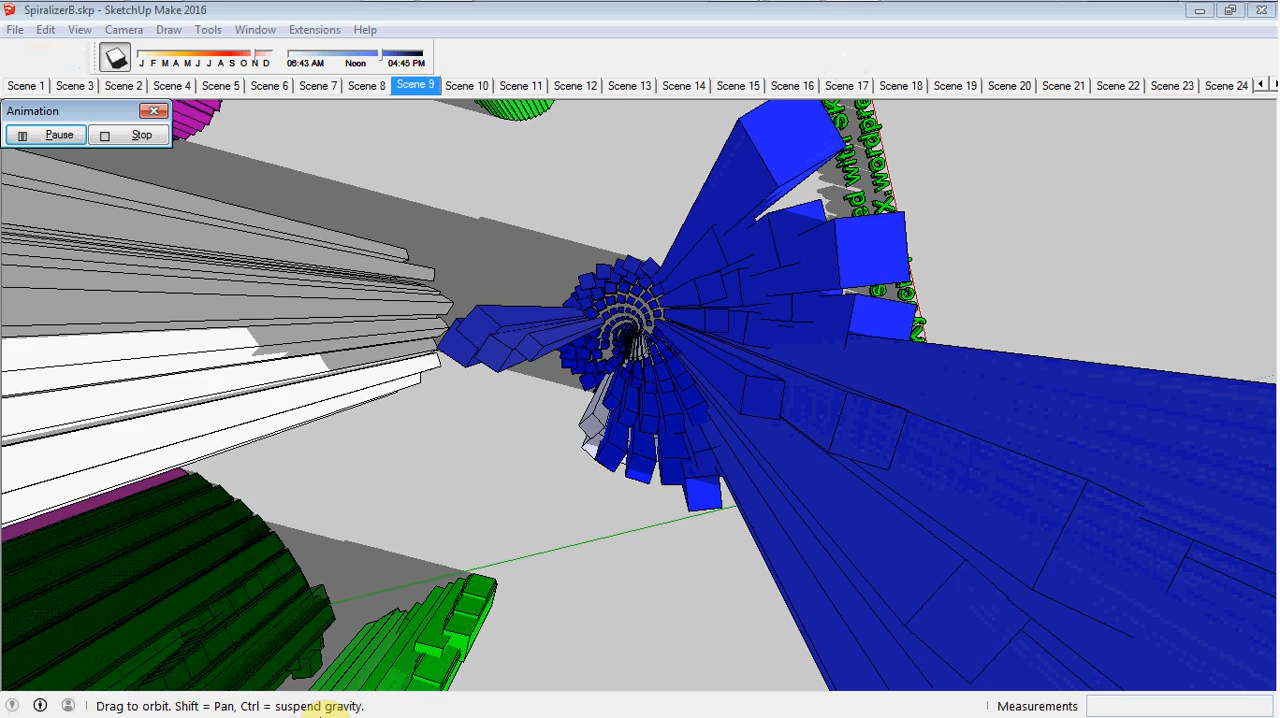 SpiralizerB.skp - SketchUp Make 2016
File Edit View Camera Draw Tools Window Extensions Help
J F M A M J J A S O N D 06:43 AM Noon 04:45 PM
Scene 1 Scene 3 Scene 2 Scene 4 Scene 5 Scene 6 Scene 7 Scene 8 Scene 9 Scene 10 Scene 11 Scene 12 Scene 13 Scene 14 Scene 15 Scene 16 Scene 17 Scene 18 Scene 19 Scene 20 Scene 21 Scene 22 Scene 23 Scene 24
Animation
Pause Stop
Drag to orbit. Shift = Pan, Ctrl = suspend gravity.
Measurements